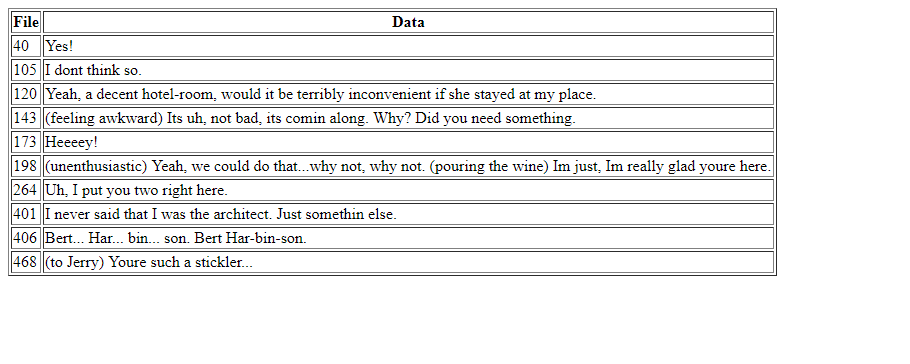 File Data
40 Yes!
105 I dont think so.
120 Yeah, a decent hotel-room, would it be terribly inconvenient if she stayed at my place.
143 (feeling awkward) Its uh, not bad, its comin along. Why? Did you need something.
173 Heeeey!
198 (unenthusiastic) Yeah, we could do that...why not, why not. (pouring the wine) Im just, Im really glad youre here.
264 Uh, I put you two right here.
401 I never said that I was the architect. Just somethin else.
406 Bert... Har... bin... son. Bert Har-bin-son.
468 (to Jerry) Youre such a stickler...